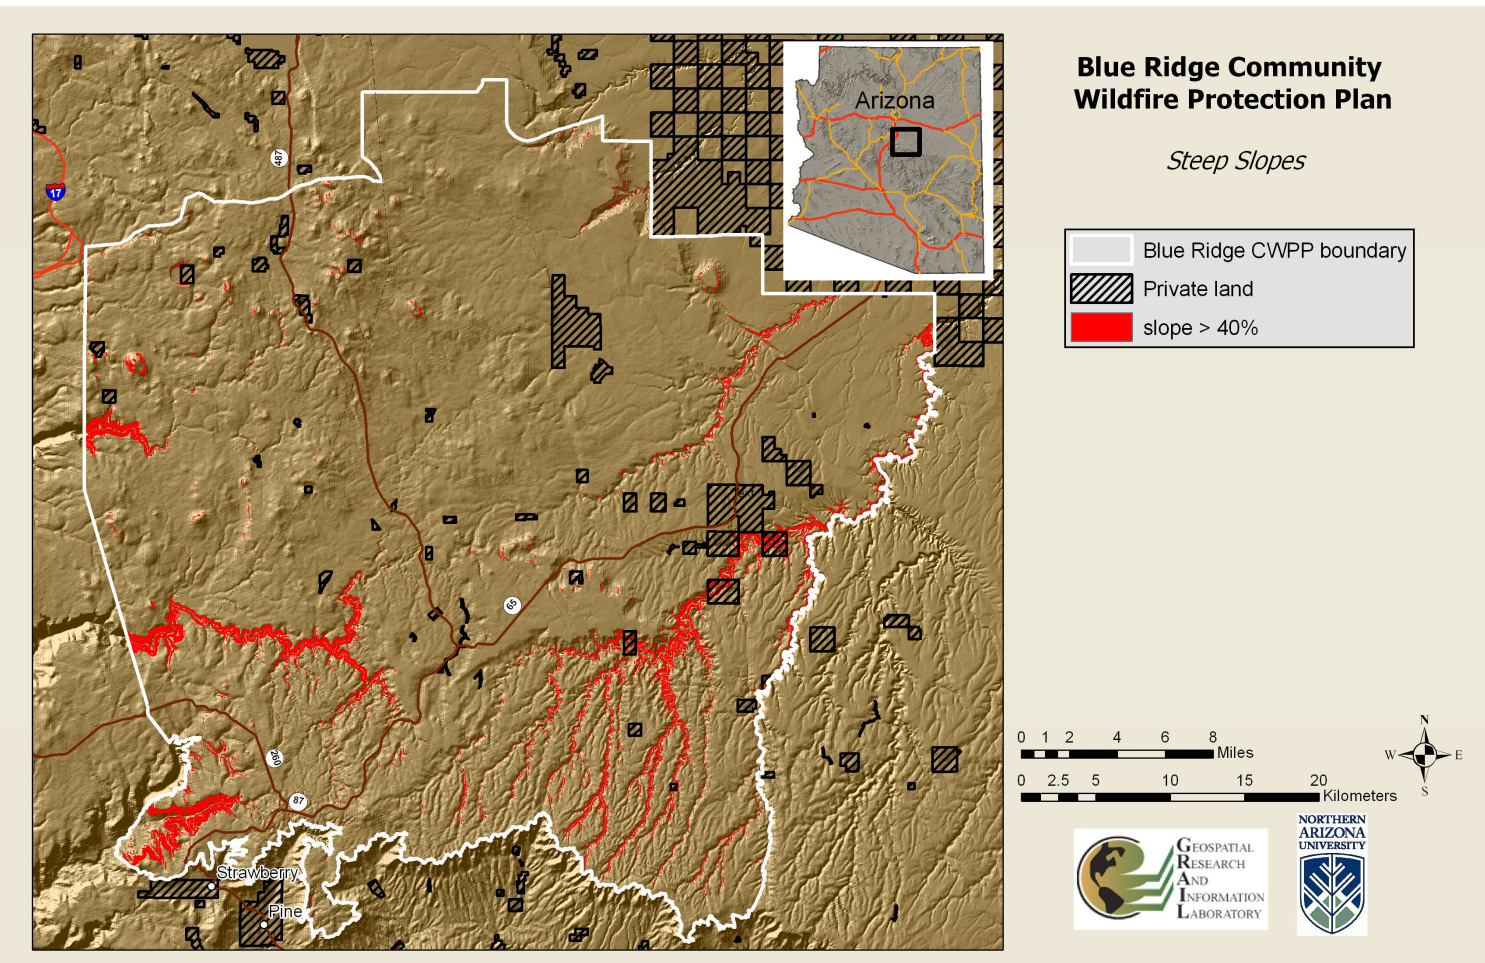 Blue Ridge Community
Wildfire Protection Plan
Steep Slopes
Arizona
Blue Ridge CWPP boundary
Private land
slope > 40%
487
17
65
260
87
Strawberry
Pine
0 1 2 4 6 8
Miles
0 2.5 5 10 15 20
Kilometers
N
W E
S
GEOSPATIAL
RESEARCH
AND
INFORMATION
LABORATORY
GRAIL
NORTHERN
ARIZONA
UNIVERSITY